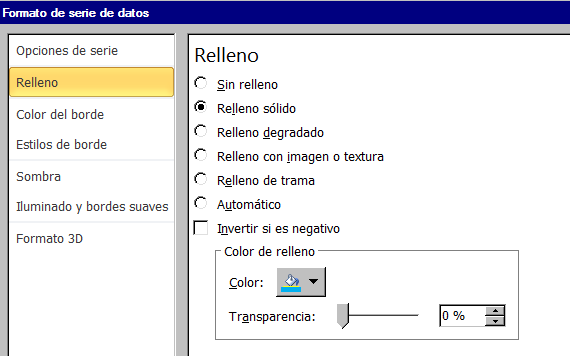 Formato de serie de datos
Opciones de serie
Relleno
Color del borde
Estilos de borde
Sombra
Iluminado y bordes suaves
Formato 3D
Relleno
Sin relleno
Relleno sólido
Relleno degradado
Relleno con imagen o textura
Relleno de trama
Automático
Invertir si es negativo
Color de relleno
Color:
Transparencia: 0 %